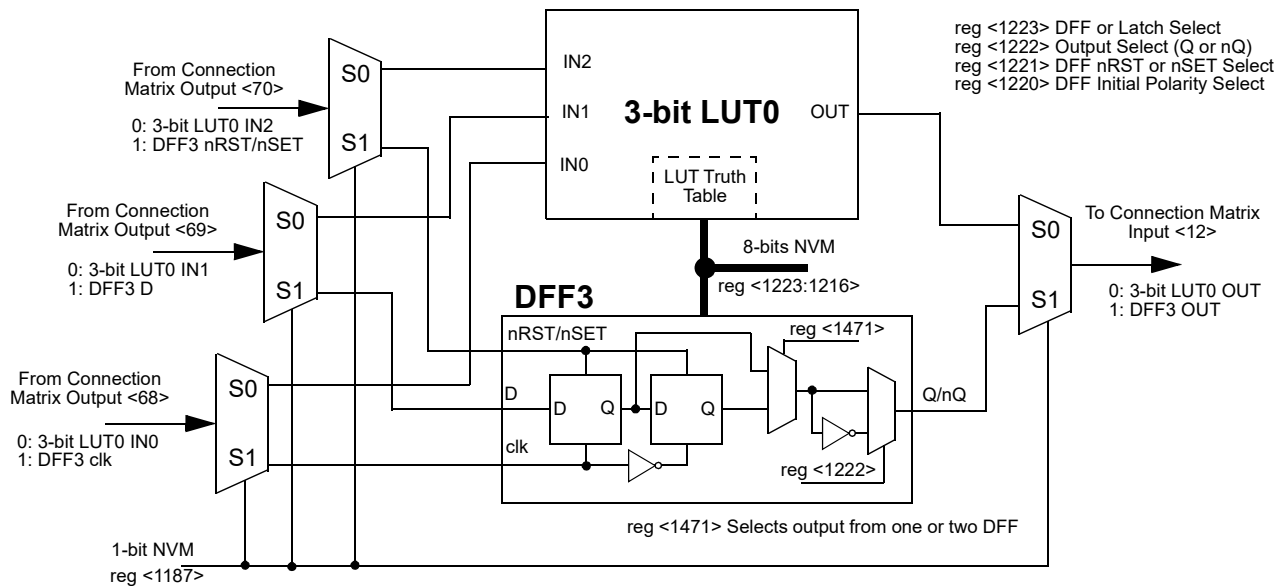 reg <1223> DFF or Latch Select
reg <1222> Output Select (Q or nQ)
reg <1221> DFF nRST or nSET Select
reg <1220> DFF Initial Polarity Select
From Connection
Matrix Output <70>
0: 3-bit LUT0 IN2
1: DFF3 nRST/nSET
S0
S1
IN2
IN1
IN0
3-bit LUT0
OUT
LUT Truth
Table
From Connection
Matrix Output <69>
0: 3-bit LUT0 IN1
1: DFF3 D
S0
S1
8-bits NVM
reg <1223:1216>
To Connection Matrix
Input <12>
0: 3-bit LUT0 OUT
1: DFF3 OUT
S0
S1
DFF3
nRST/nSET
reg <1471>
D
D
Q
D
Q
Q/nQ
clk
reg <1222>
From Connection
Matrix Output <68>
0: 3-bit LUT0 IN0
1: DFF3 clk
S0
S1
reg <1471> Selects output from one or two DFF
1-bit NVM
reg <1187>